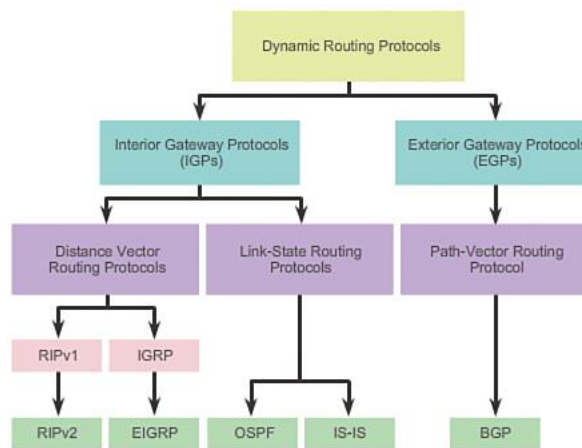 Dynamic Routing Protocols
Interior Gateway Protocols
(IGPs)
Exterior Gateway Protocols
(EGPs)
Distance Vector
Routing Protocols
Link-State Routing
Protocols
Path-Vector Routing
Protocol
RIPv1
IGRP
RIPv2
EIGRP
OSPF
IS-IS
BGP